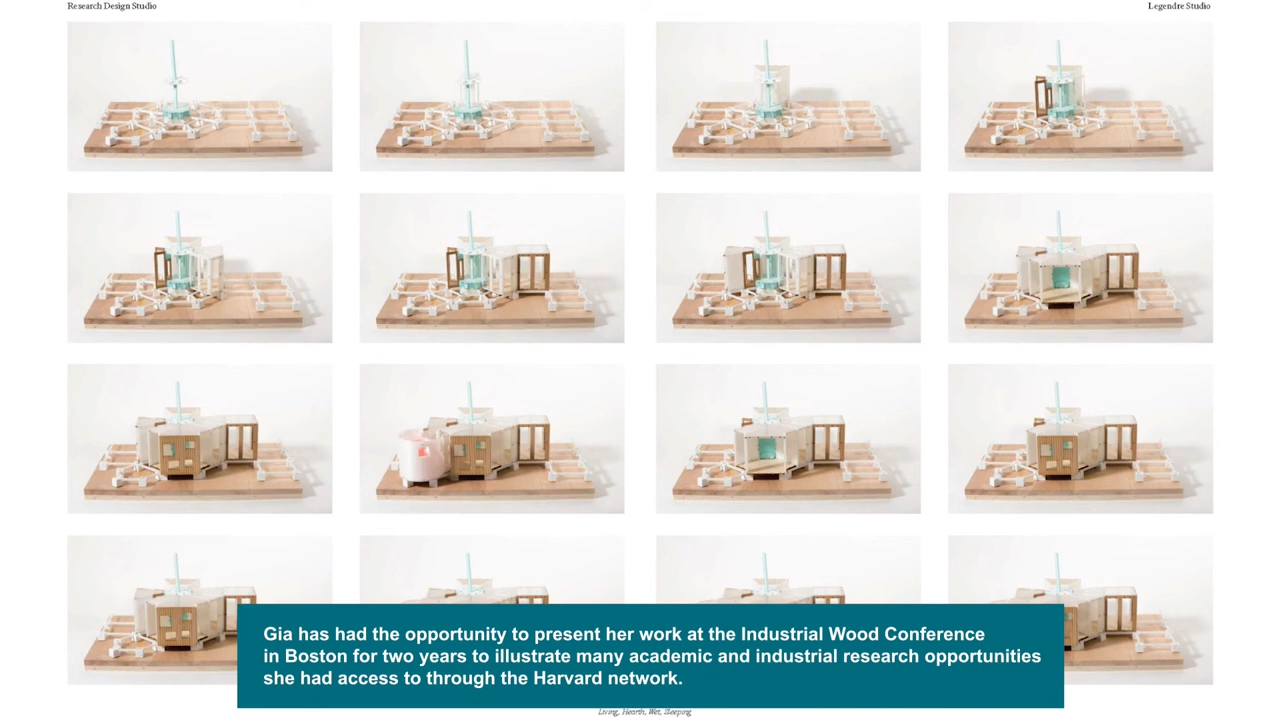 Research Design Studio
Legendre Studio
Gia has had the opportunity to present her work at the Industrial Wood Conference
in Boston for two years to illustrate many academic and industrial research opportunities
she had access to through the Harvard network.
Living, Hearth, Wet, Sleeping